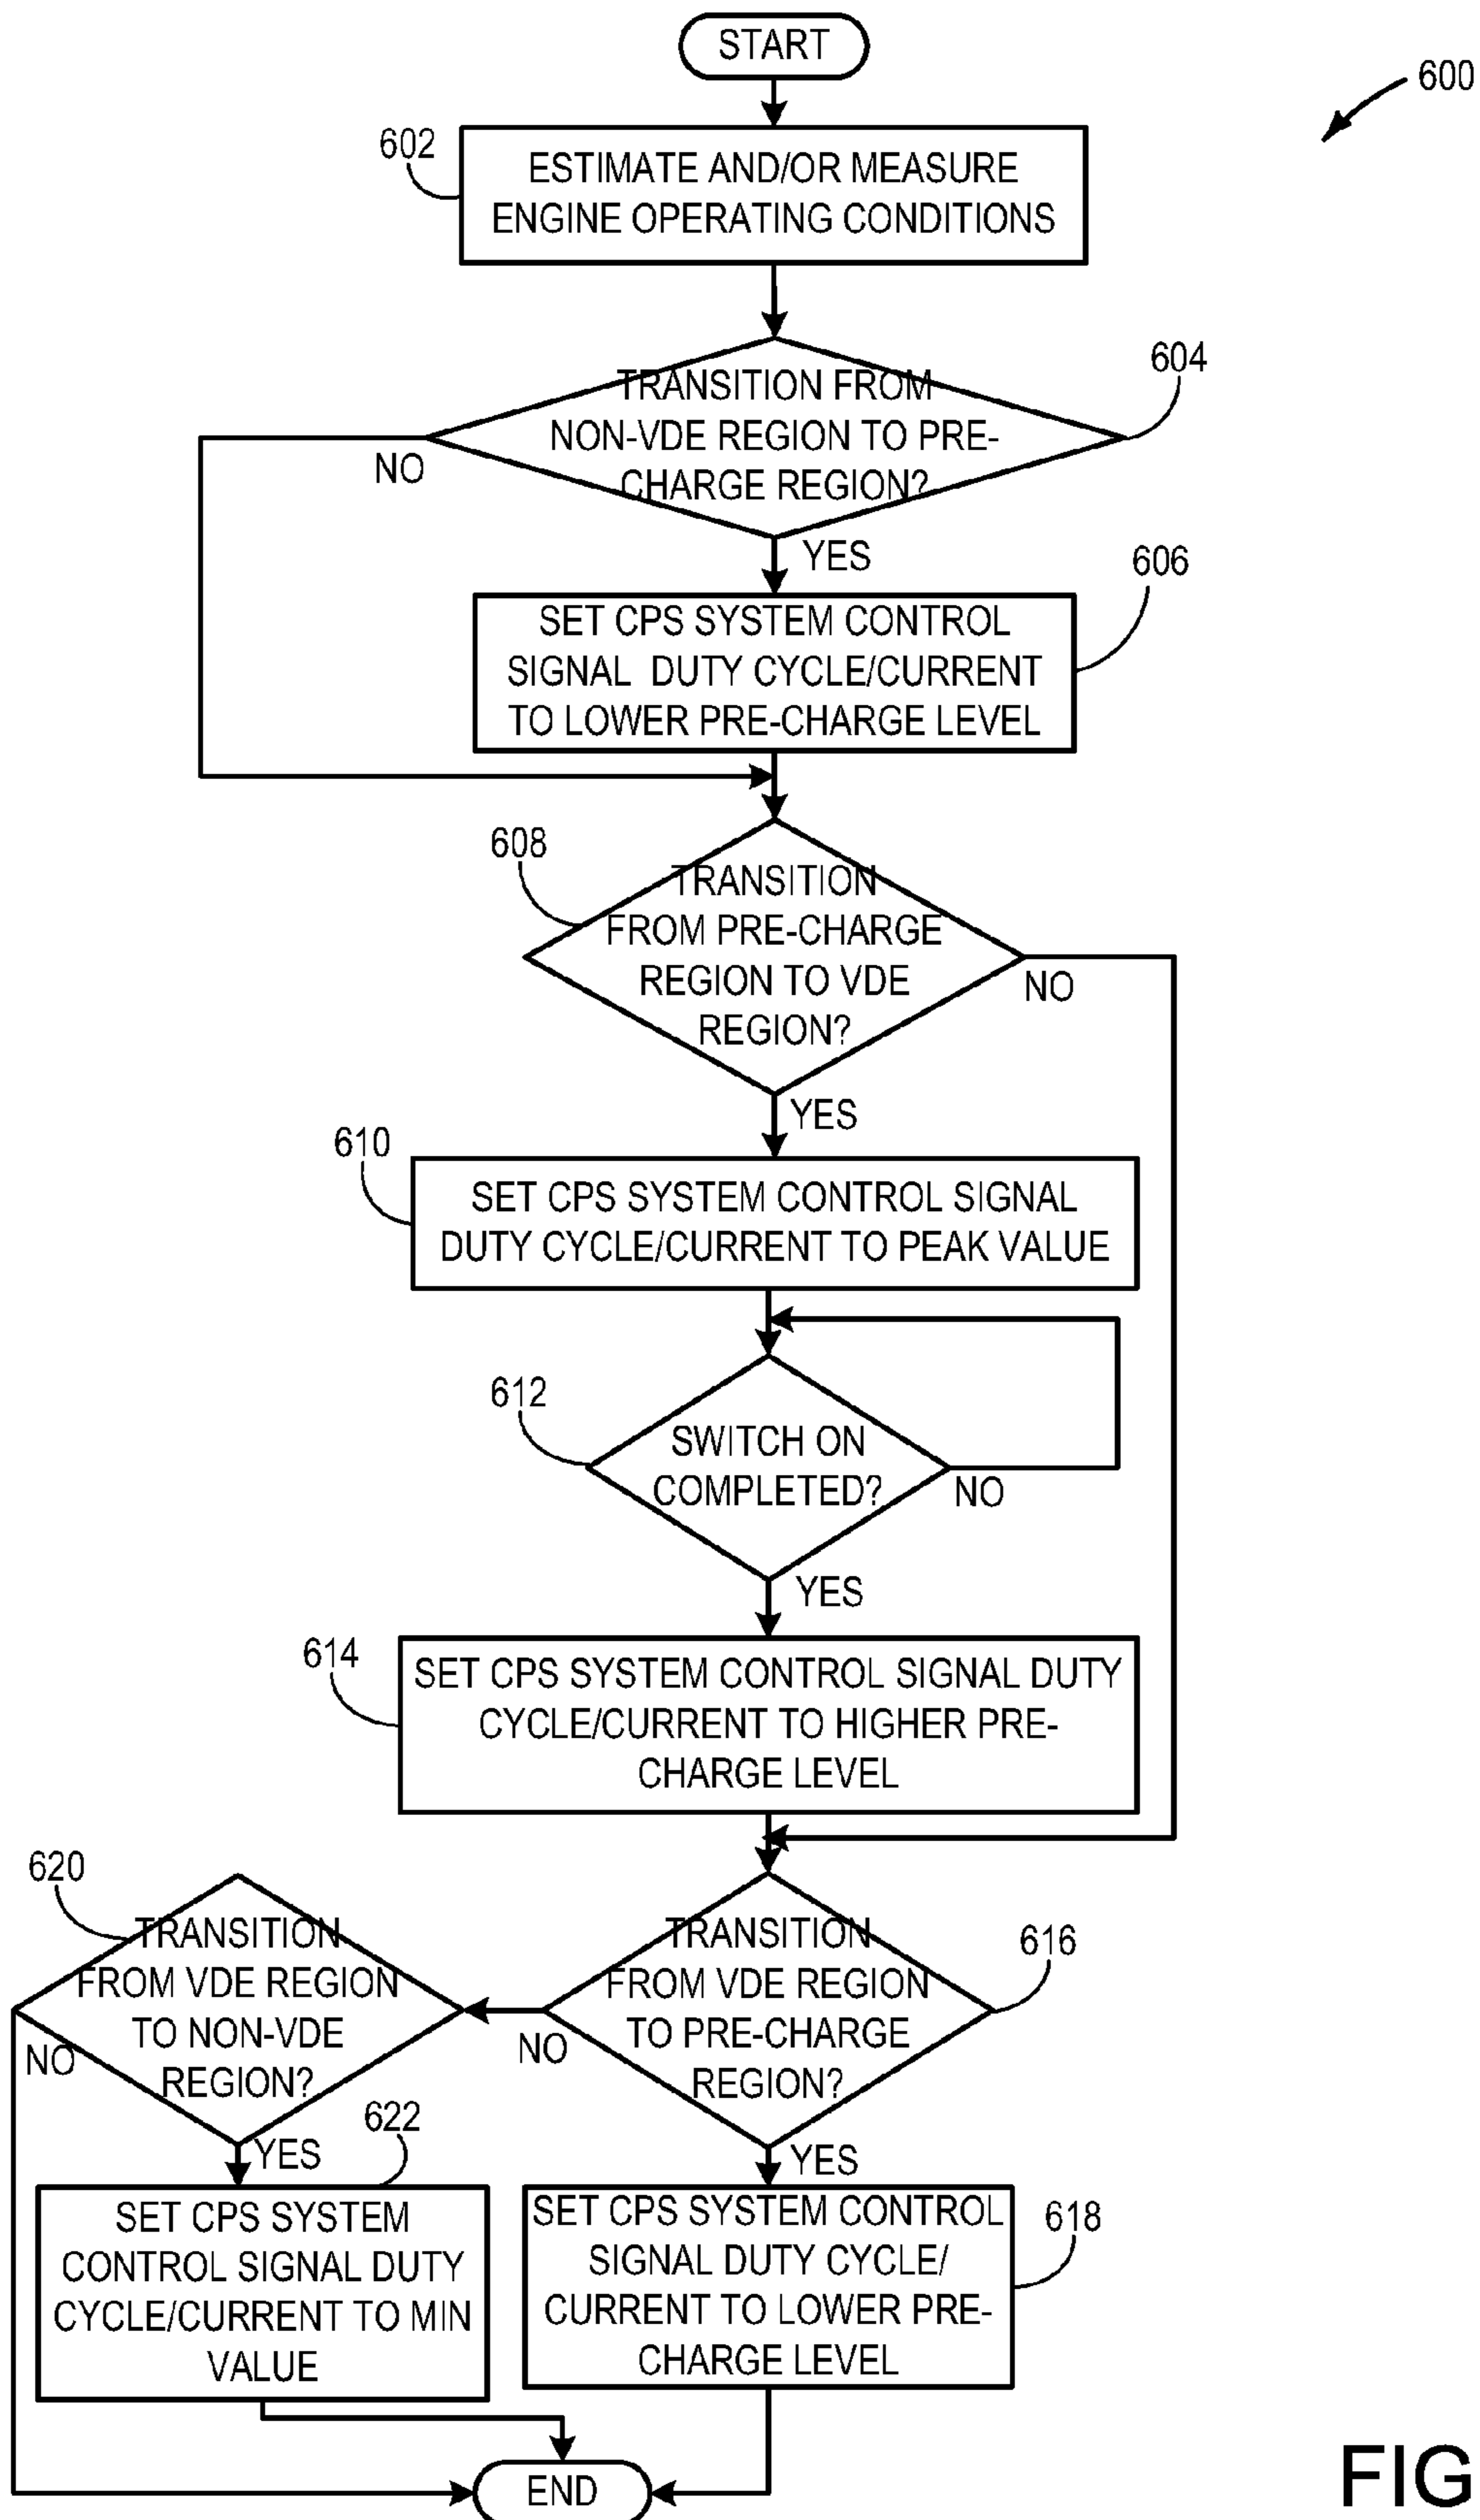 START
600
602
ESTIMATE AND/OR MEASURE
ENGINE OPERATING CONDITIONS
604
TRANSITION FROM
NON-VDE REGION TO PRE-
CHARGE REGION?
NO
YES
606
SET CPS SYSTEM CONTROL
SIGNAL DUTY CYCLE/CURRENT
TO LOWER PRE-CHARGE LEVEL
608
TRANSITION
FROM PRE-CHARGE
REGION TO VDE
REGION?
NO
YES
610
SET CPS SYSTEM CONTROL SIGNAL
DUTY CYCLE/CURRENT TO PEAK VALUE
612
SWITCH ON
COMPLETED?
NO
YES
614
SET CPS SYSTEM CONTROL SIGNAL DUTY
CYCLE/CURRENT TO HIGHER PRE-
CHARGE LEVEL
616
TRANSITION
FROM VDE REGION
TO PRE-CHARGE
REGION?
NO
YES
620
TRANSITION
FROM VDE REGION
TO NON-VDE
REGION?
NO
YES
622
SET CPS SYSTEM
CONTROL SIGNAL DUTY
CYCLE/CURRENT TO MIN
VALUE
618
SET CPS SYSTEM CONTROL
SIGNAL DUTY CYCLE/
CURRENT TO LOWER PRE-
CHARGE LEVEL
END
FIG